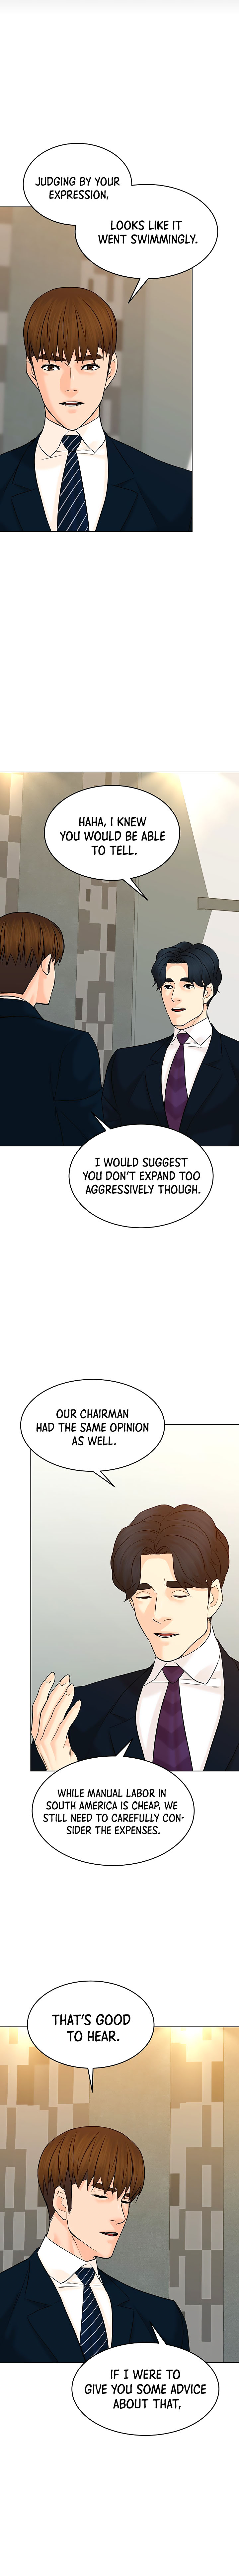 JUDGING BY YOUR
EXPRESSION,
LOOKS LIKE IT
WENT SWIMMINGLY.
HAHA, I KNEW
YOU WOULD BE ABLE
TO TELL.
I WOULD SUGGEST
YOU DON'T EXPAND TOO
AGGRESSIVELY THOUGH.
OUR CHAIRMAN
HAD THE SAME OPINION
AS WELL.
WHILE MANUAL LABOR IN
SOUTH AMERICA IS CHEAP, WE
STILL NEED TO CAREFULLY CON-
SIDER THE EXPENSES.
THAT'S GOOD
TO HEAR.
IF I WERE TO
GIVE YOU SOME ADVICE
ABOUT THAT,